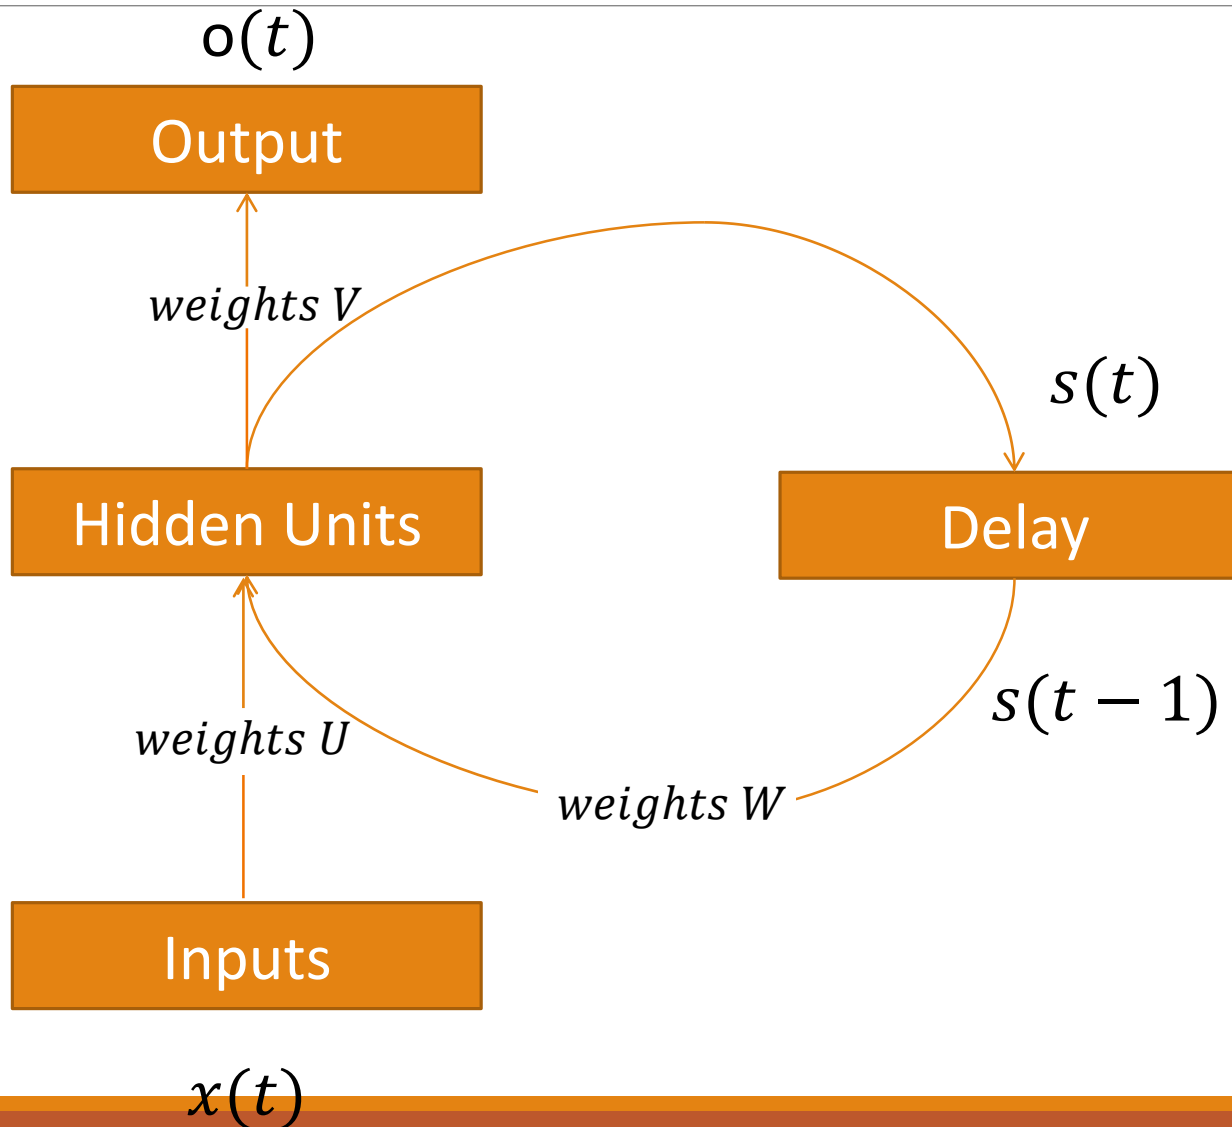 o(t)
Output
weights V
s(t)
Hidden Units
Delay
s(t − 1)
weights U
weights W
Inputs
x(t)